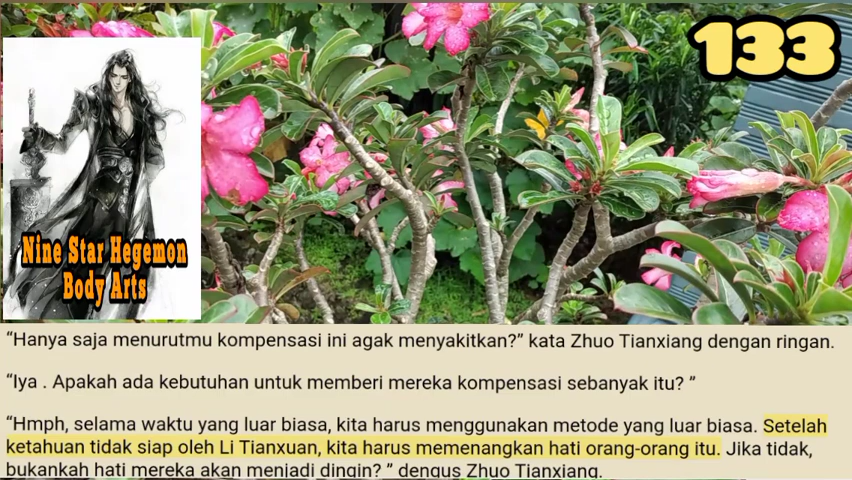 133
Nine Star Hegemon
Body Arts
“Hanya saja menurutmu kompensasi ini agak menyakitkan?” kata Zhuo Tianxiang dengan ringan.
“Iya . Apakah ada kebutuhan untuk memberi mereka kompensasi sebanyak itu? ”
“Hmph, selama waktu yang luar biasa, kita harus menggunakan metode yang luar biasa. Setelah
ketahuan tidak siap oleh Li Tianxuan, kita harus memenangkan hati orang-orang itu. Jika tidak,
bukankah hati mereka akan menjadi dingin? ” dengus Zhuo Tianxiang.